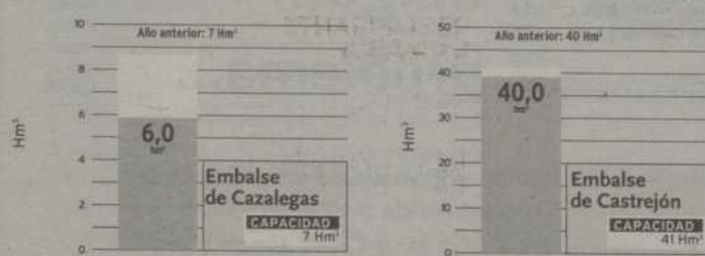 10
Año anterior: 7 Hm³
8
6
6,0
hm³
4
2
0
Hm³
Embalse
de Cazalegas
CAPACIDAD
7 Hm³
50
Año anterior: 40 Hm³
40
40,0
hm³
30
20
10
0
Hm³
Embalse
de Castrejón
CAPACIDAD
41 Hm³